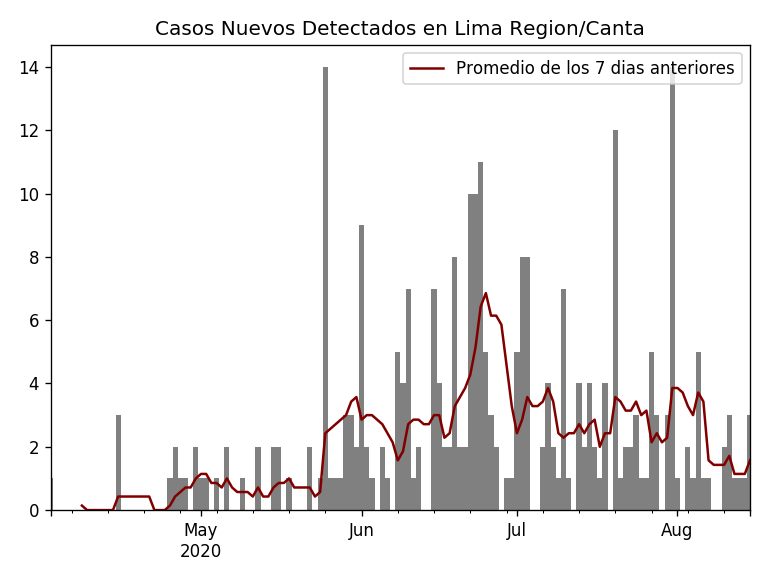 Casos Nuevos Detectados en Lima Region/Canta
Promedio de los 7 dias anteriores
14
12
10
8
6
4
2
0
May
2020
Jun
Jul
Aug